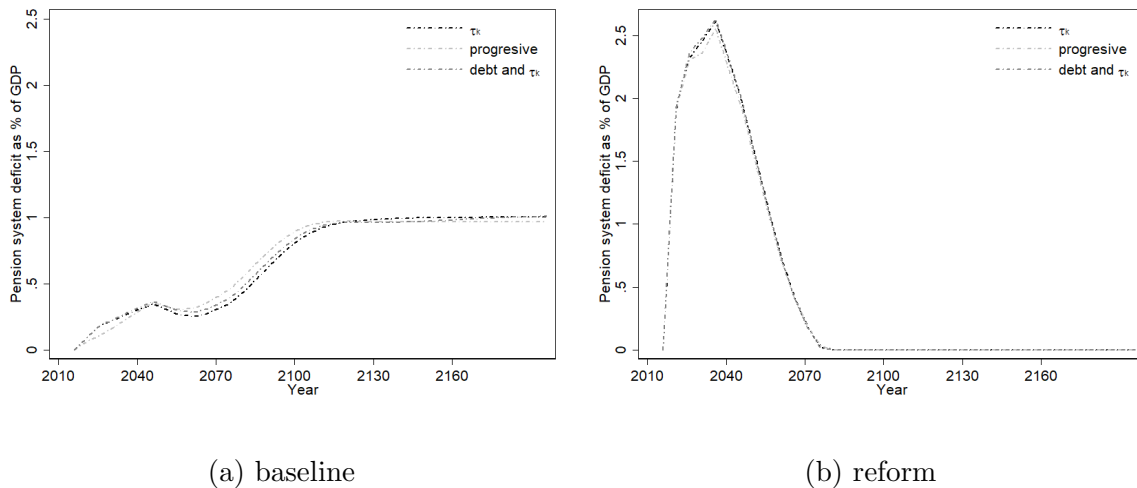 Pension system deficit as % of GDP
2.5
2
1.5
1
.5
0
τk
progresive
debt and τk
2010 2040 2070 2100 2130 2160
Year
(a) baseline
Pension system deficit as % of GDP
2.5
2
1.5
1
.5
0
τk
progresive
debt and τk
2010 2040 2070 2100 2130 2160
Year
(b) reform